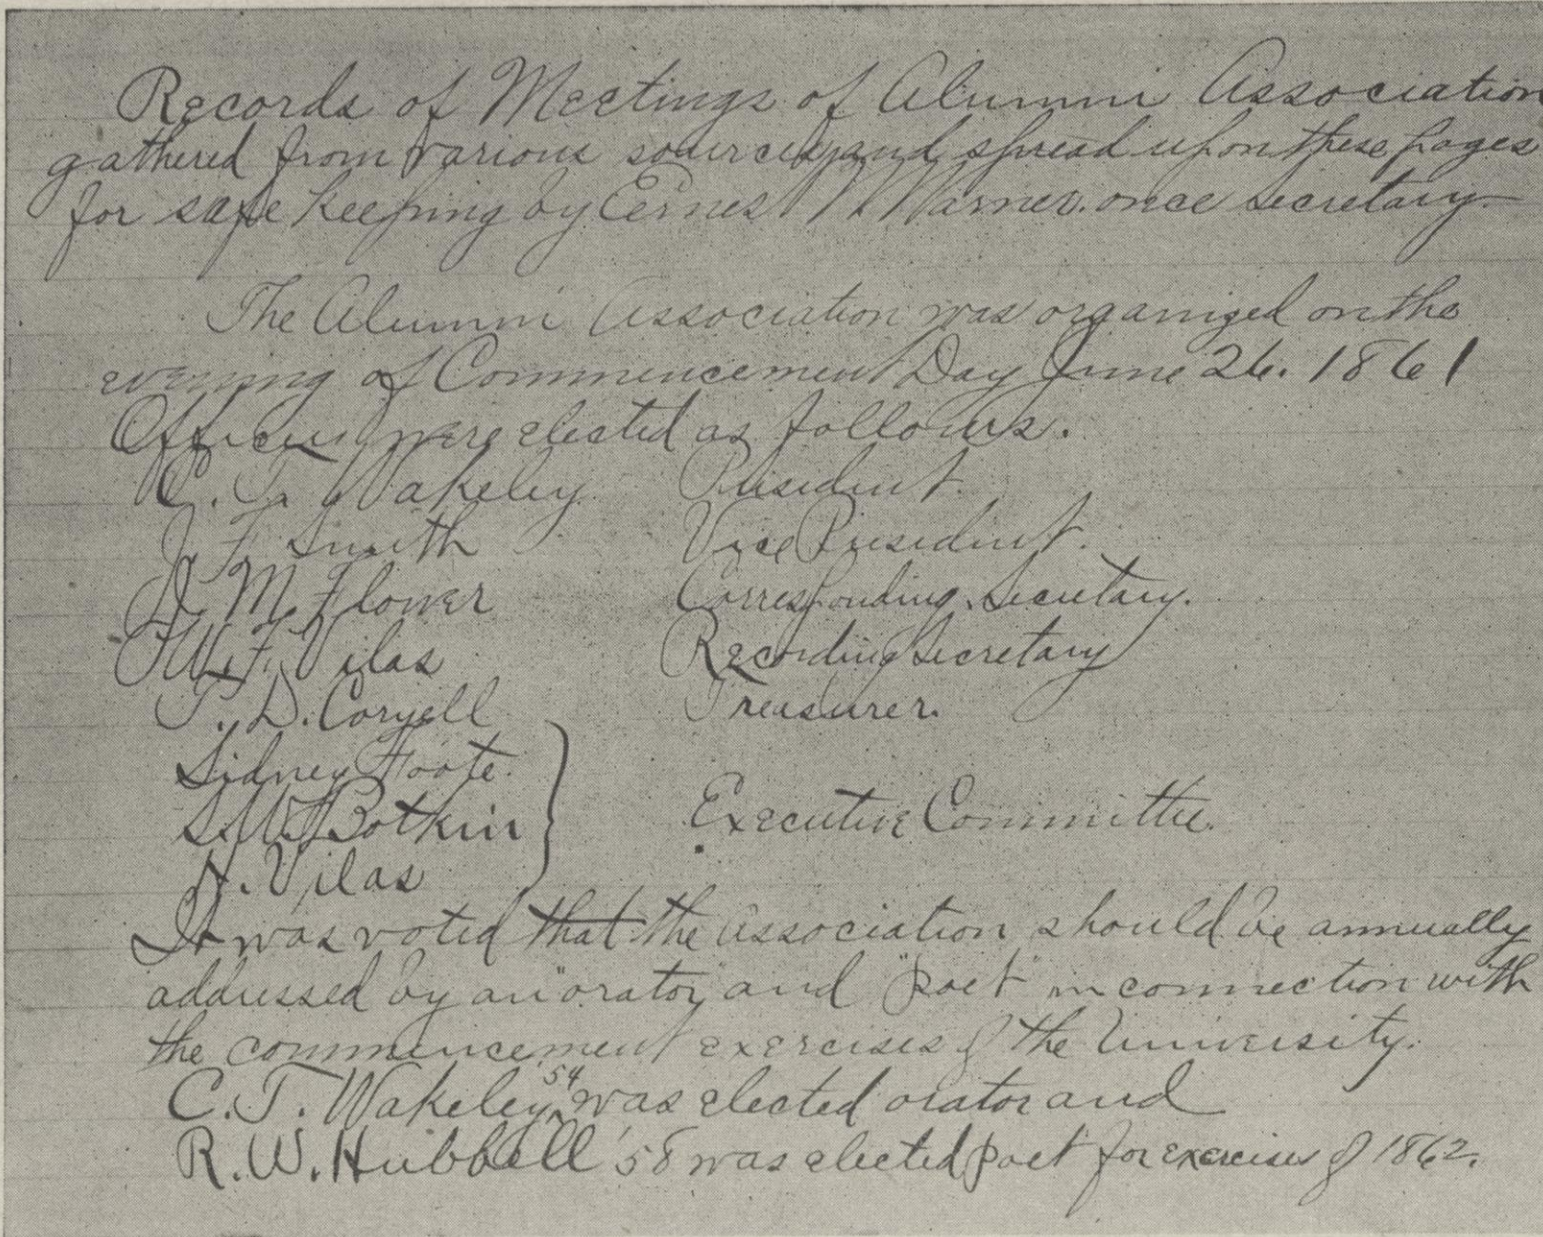 Records of Meetings of Alumni Association
gathered from various sources and spread upon these pages
for safe keeping by Ernest N. Warner. once Secretary
The Alumni Association was organized on the
evening of Commencement Day June 26. 1861
Officers were elected as follows.
C. T. Wakeley President.
J. F. Smith Vice President.
J. M. Flower Corresponding Secretary.
W. F. Vilas Recording Secretary
T. D. Coryell Treasurer.
Sidney Foote.
S. W. Botkin Executive Committee.
H. Vilas
It was voted that the association should be annually
addressed by an "orator" and "poet" in connection with
the commencement exercises of the University.
C. T. Wakeley '54 was elected orator and
R. W. Hubbell '58 was elected poet for exercises of 1862.